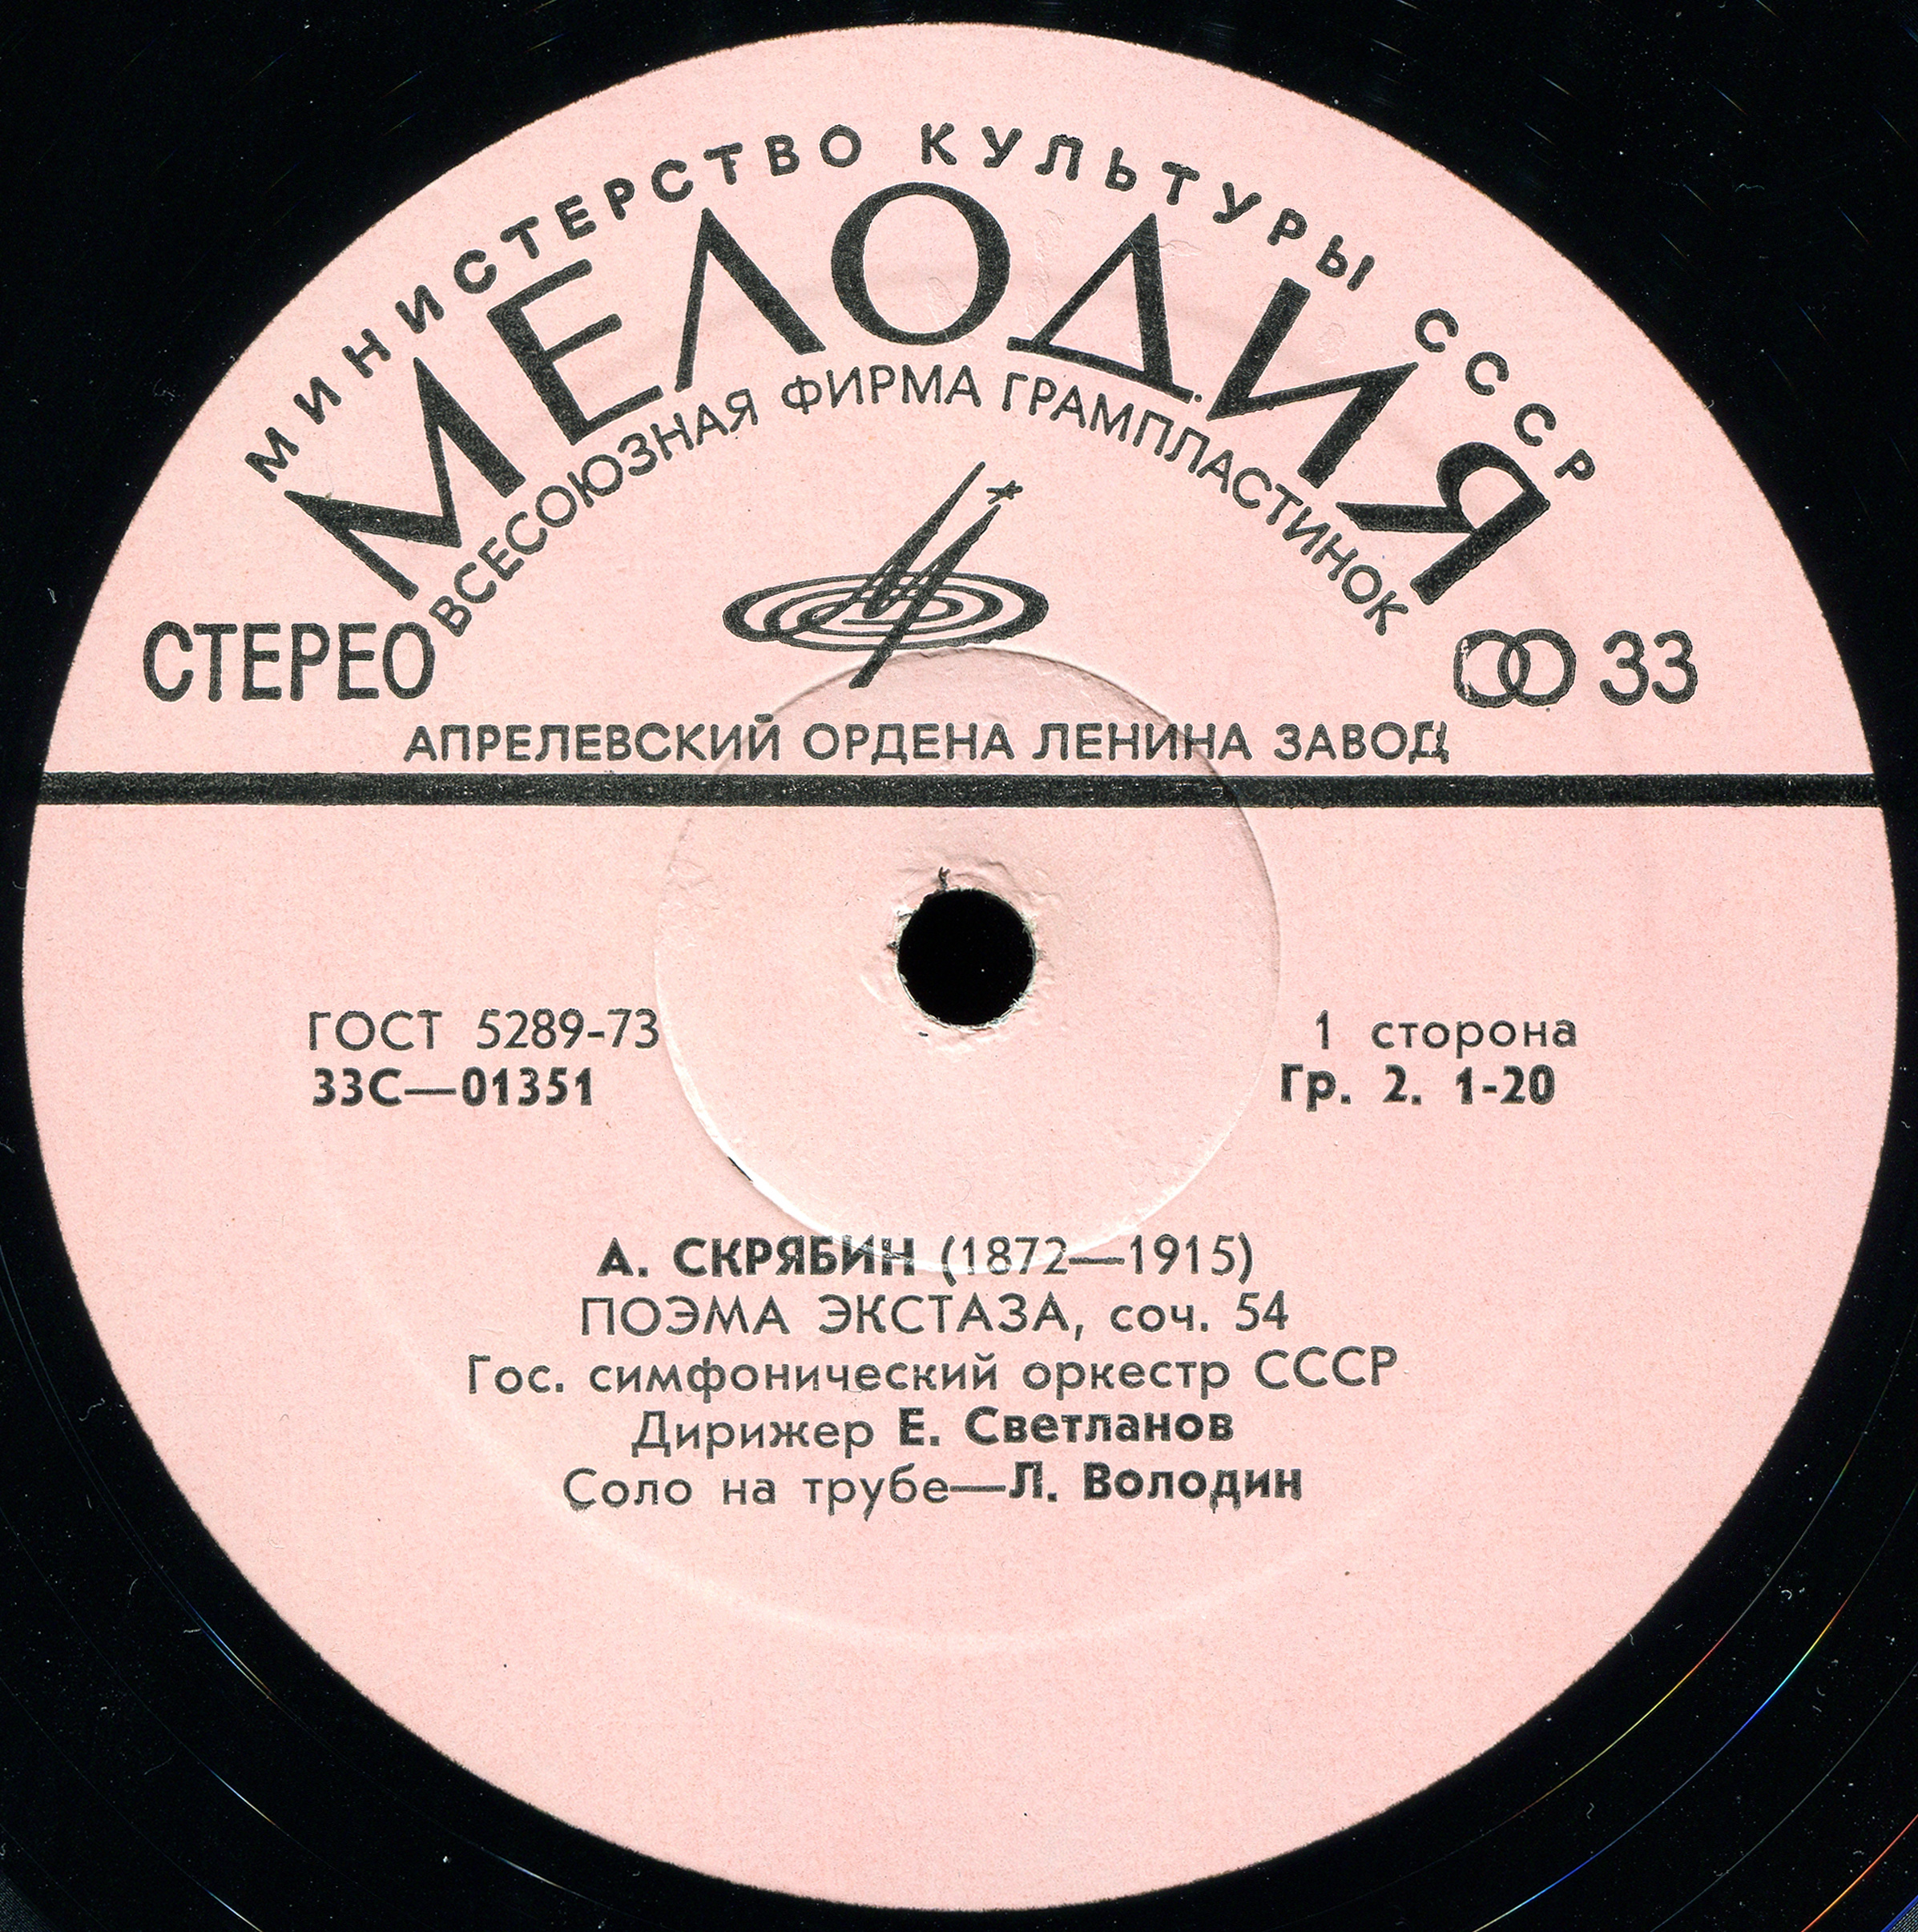 МИНИСТЕРСТВО КУЛЬТУРЫ СССР
МЕЛОДИЯ
ВСЕСОЮЗНАЯ ФИРМА ГРАМПЛАСТИНОК
СТЕРЕО
33
АПРЕЛЕВСКИЙ ОРДЕНА ЛЕНИНА ЗАВОД
ГОСТ 5289-73
1 сторона
33С—01351
Гр. 2. 1-20
А. СКРЯБИН (1872—1915)
ПОЭМА ЭКСТАЗА, соч. 54
Гос. симфонический оркестр СССР
Дирижер Е. Светланов
Соло на трубе—Л. Володин